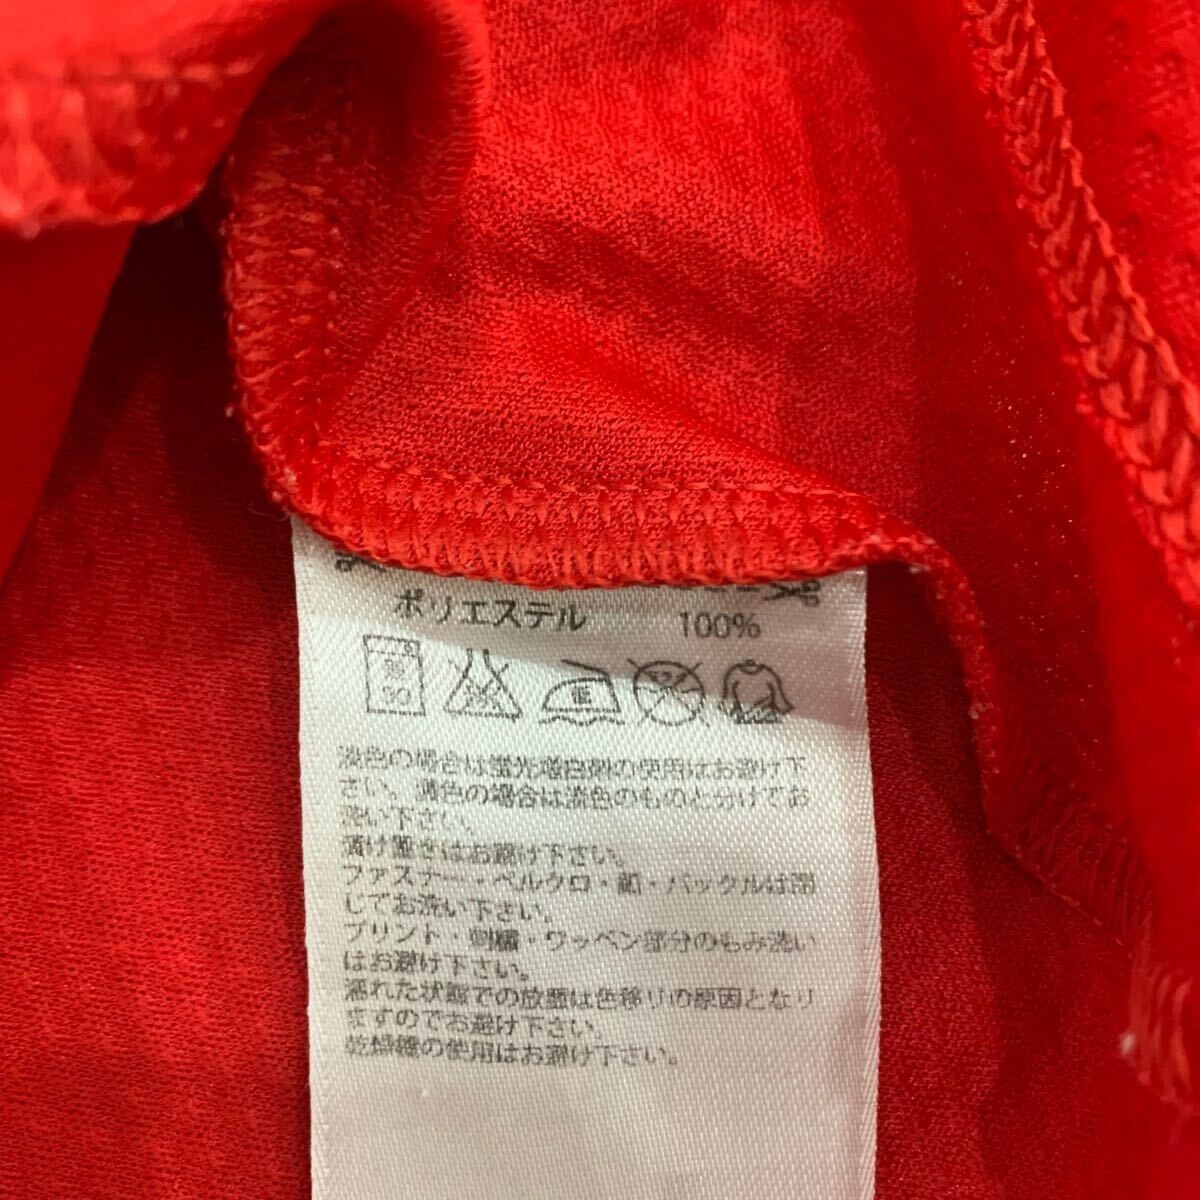 ポリエステル 100%
30
低
淡色の場合は蛍光増白剤の使用はお避け下
さい。濃色の場合は淡色のものと分けてお
洗い下さい。
漬け置きはお避け下さい。
ファスナー・ベルクロ・釦・バックルは閉
じてお洗い下さい。
プリント・刺繍・ワッペン部分のもみ洗い
はお避け下さい。
濡れた状態での放置は色移りの原因となり
ますのでお避け下さい。
乾燥機の使用はお避け下さい。